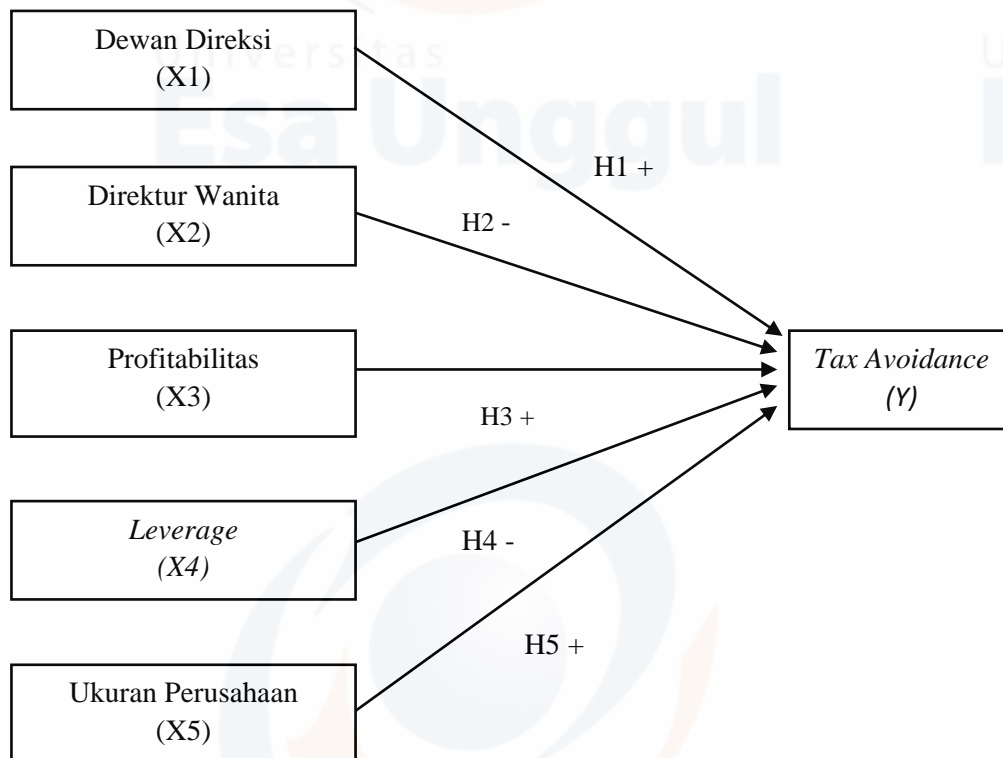 Universitas
Esa Unggul
Dewan Direksi
(X1)
H1 +
Direktur Wanita
(X2)
H2 -
Profitabilitas
(X3)
H3 +
Tax Avoidance
(Y)
Leverage
(X4)
H4 -
Ukuran Perusahaan
(X5)
H5 +